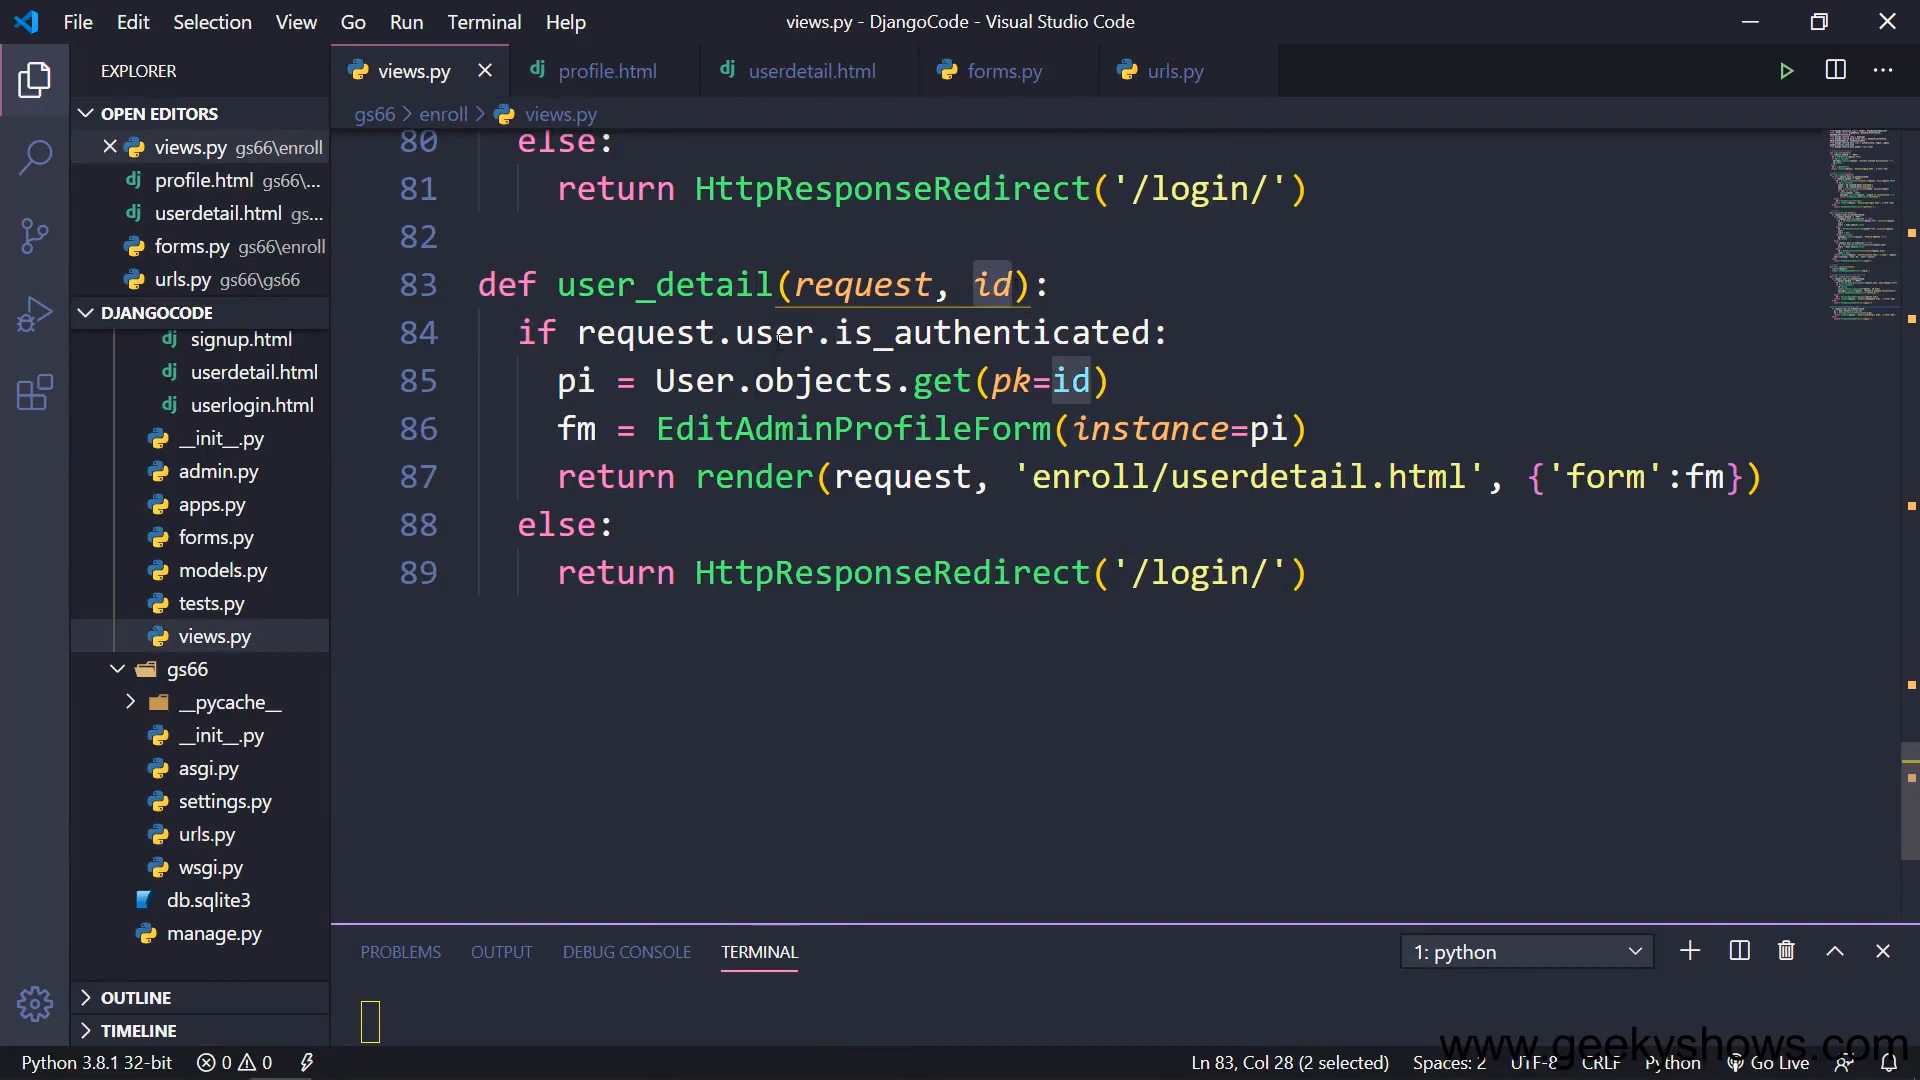 File Edit Selection View Go Run Terminal Help
views.py - DjangoCode - Visual Studio Code
EXPLORER
OPEN EDITORS
views.py gs66\enroll
profile.html gs66\...
userdetail.html gs...
forms.py gs66\enroll
urls.py gs66\gs66
DJANGOCODE
signup.html
userdetail.html
userlogin.html
__init__.py
admin.py
apps.py
forms.py
models.py
tests.py
views.py
gs66
__pycache__
__init__.py
asgi.py
settings.py
urls.py
wsgi.py
db.sqlite3
manage.py
OUTLINE
TIMELINE
views.py profile.html userdetail.html forms.py urls.py
gs66 > enroll > views.py
80 else:
81 return HttpResponseRedirect('/login/')
82
83 def user_detail(request, id):
84 if request.user.is_authenticated:
85 pi = User.objects.get(pk=id)
86 fm = EditAdminProfileForm(instance=pi)
87 return render(request, 'enroll/userdetail.html', {'form':fm})
88 else:
89 return HttpResponseRedirect('/login/')
PROBLEMS OUTPUT DEBUG CONSOLE TERMINAL
1: python
www.geekyshows.com
Python 3.8.1 32-bit 0 0 Ln 83, Col 28 (2 selected) Spaces: 2 UTF-8 CRLF Python Go Live